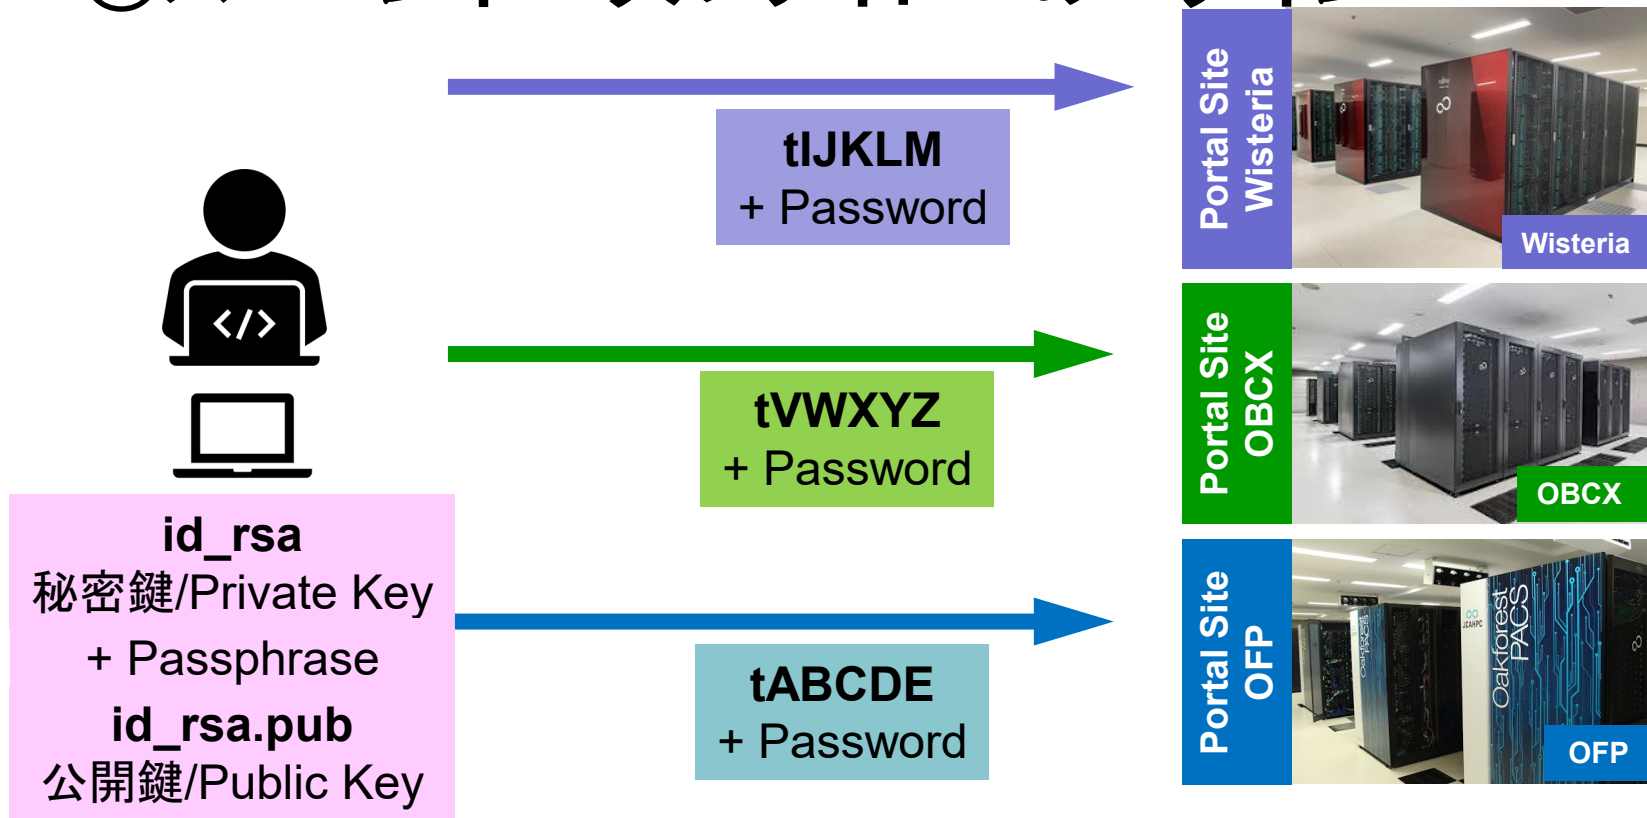 tIJKLM
+ Password
Portal Site
Wisteria
Wisteria
tVWXYZ
+ Password
Portal Site
OBCX
OBCX
id_rsa
秘密鍵/Private Key
+ Passphrase
id_rsa.pub
公開鍵/Public Key
tABCDE
+ Password
Portal Site
OFP
JCAHPC
Oakforest
PACS
OFP